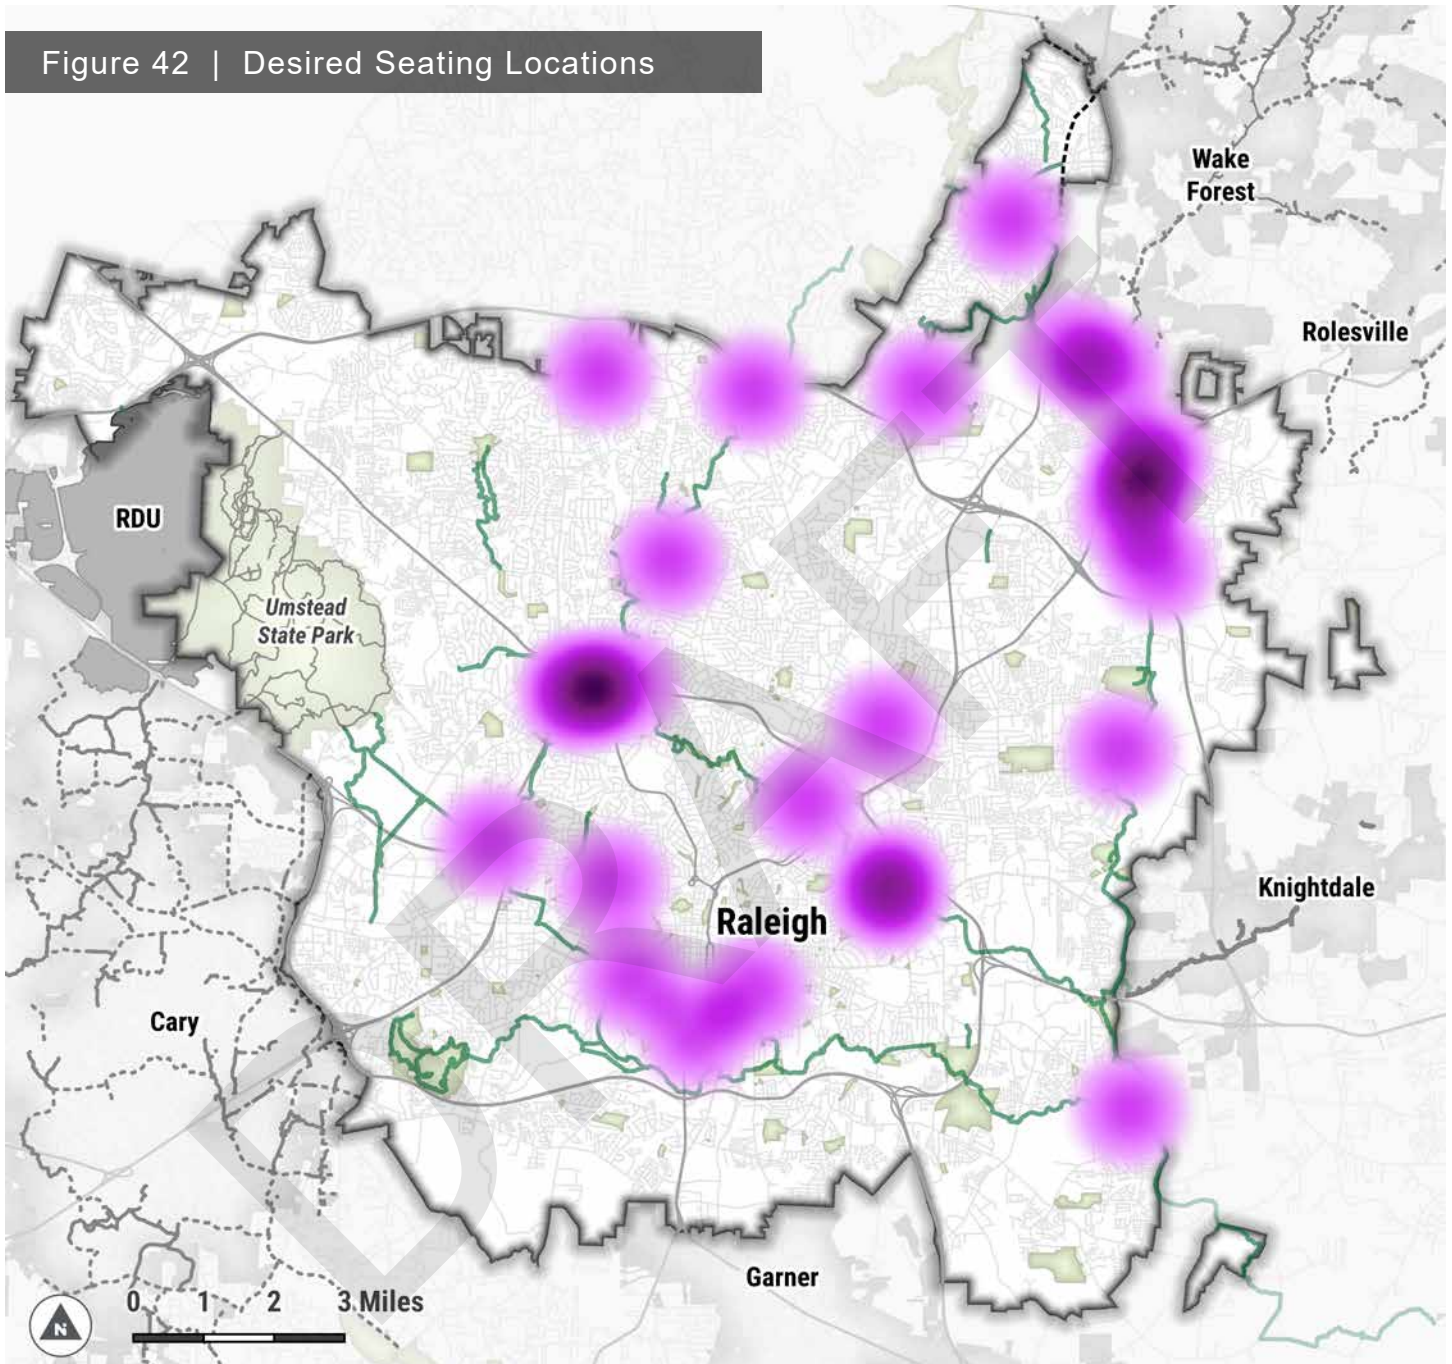 Figure 42 | Desired Seating Locations
Wake
Forest
Rolesville
RDU
Umstead
State Park
Raleigh
Knightdale
Cary
Garner
0 1 2 3 Miles
N
DRAFT